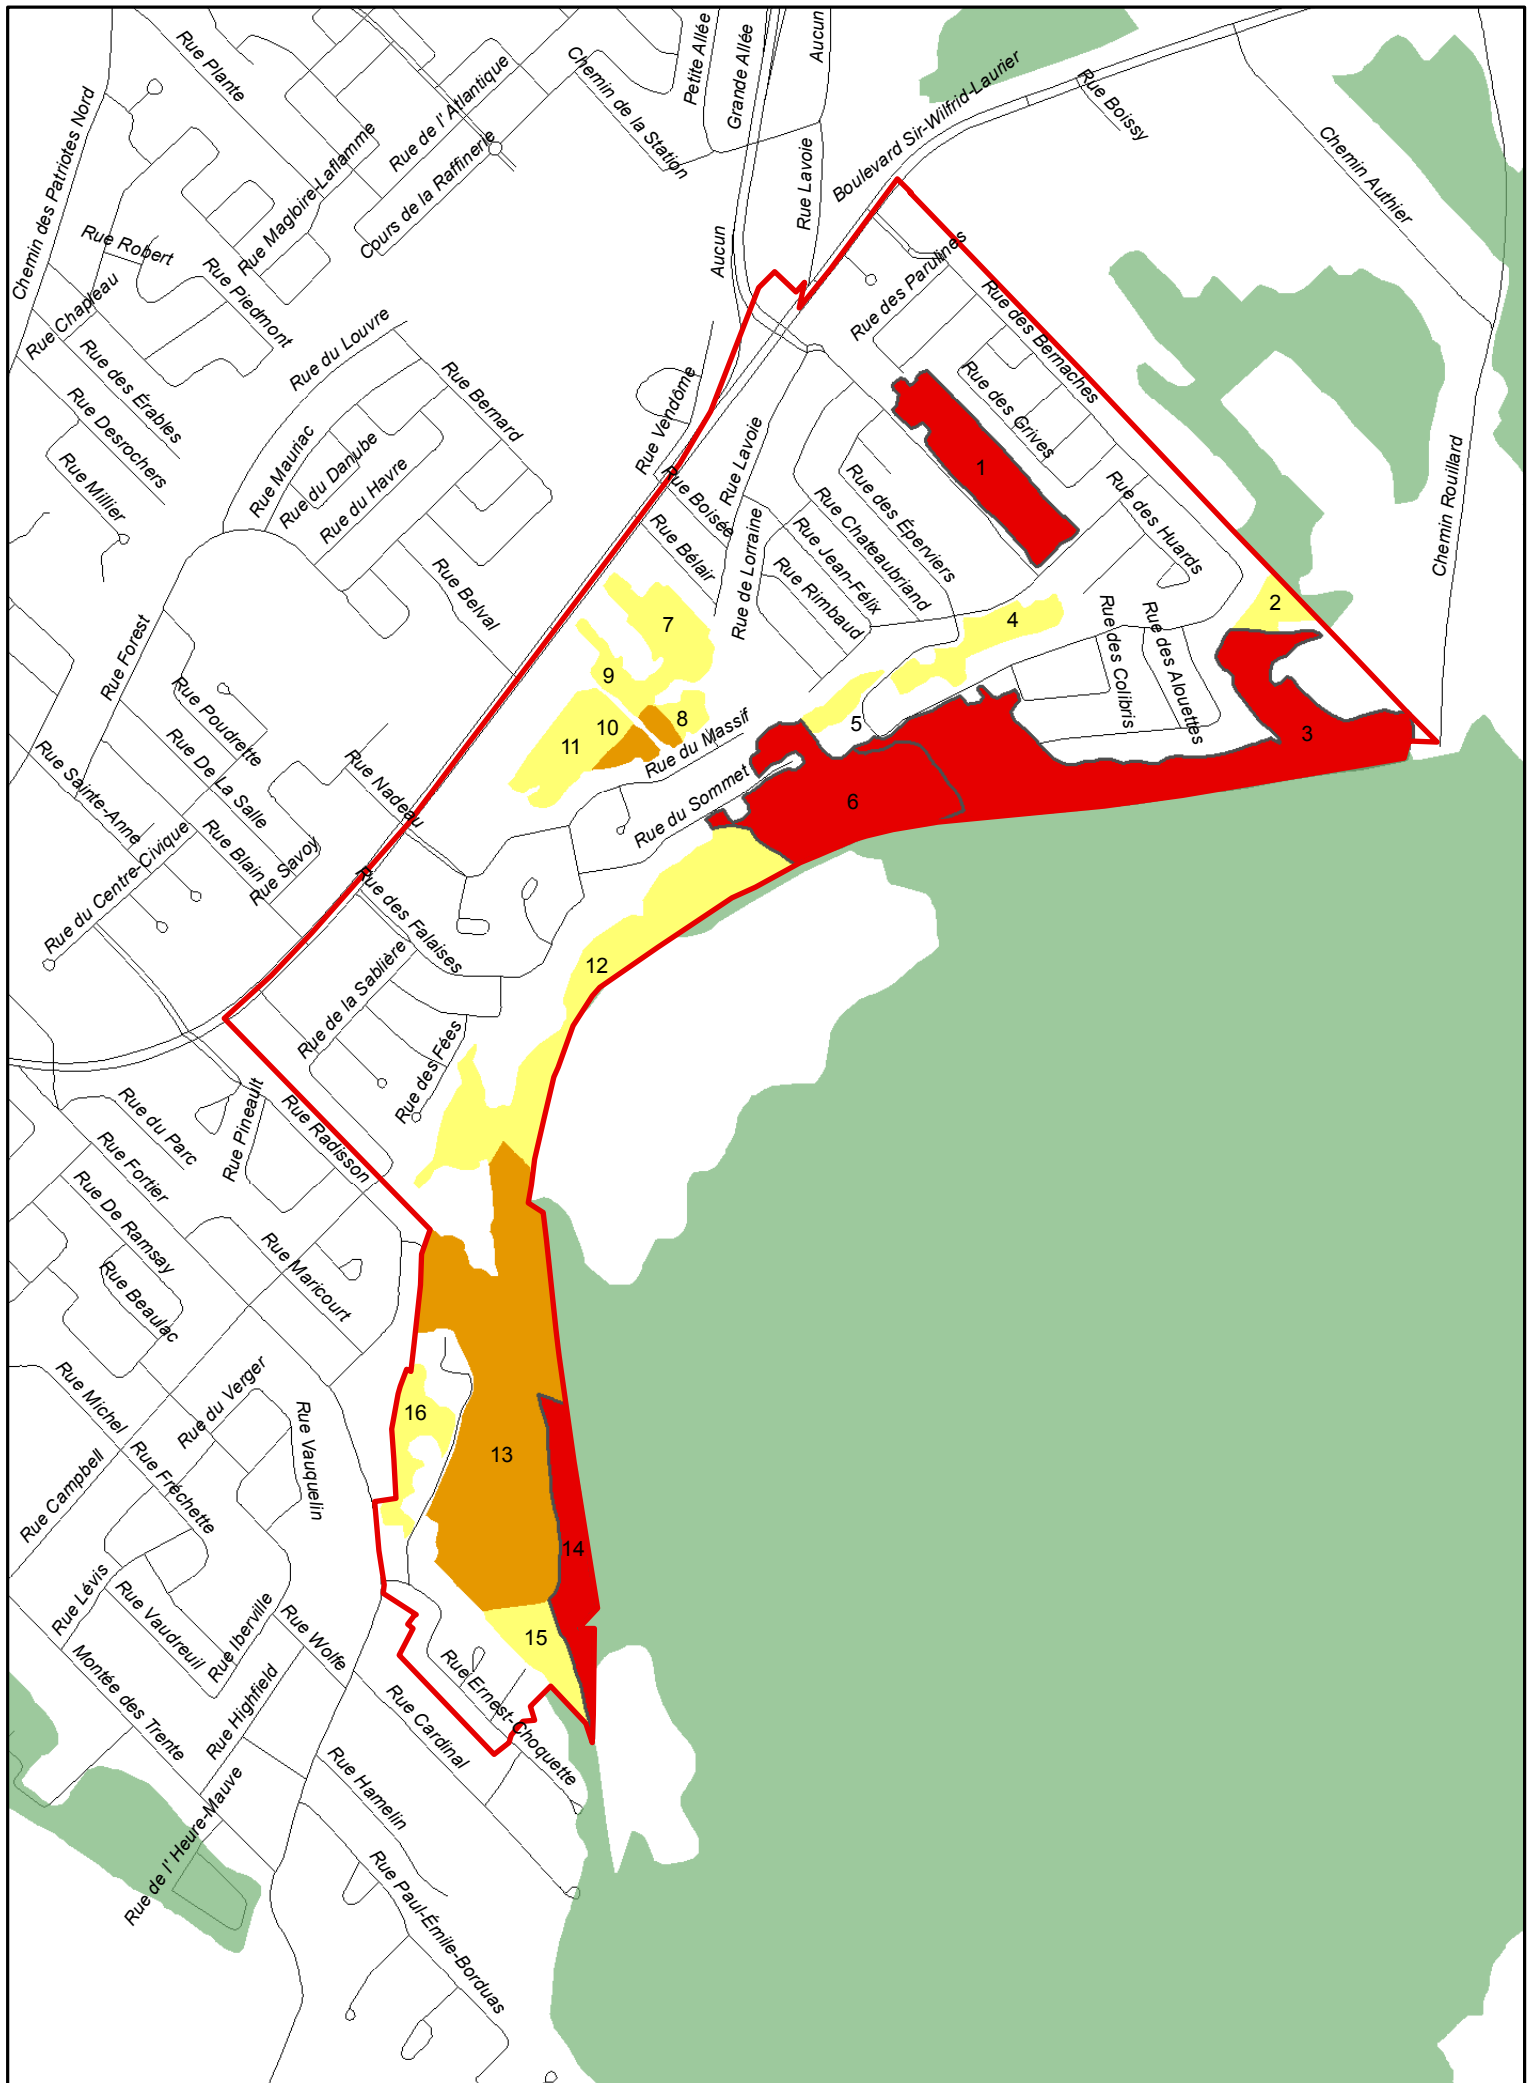 Rue Plante
Chemin des Patriotes Nord
Rue de l' Atlantique
Rue Magloire-Laflamme
Cours de la Raffinerie
Chemin de la Station
Petite Allée
Grande Allée
Aucun
Rue Lavoie
Boulevard Sir-Wilfrid-Laurier
Rue Boissy
Chemin Authier
Rue Robert
Rue Piedmont
Rue Chapleau
Rue des Érables
Rue Desrochers
Rue Millier
Rue du Louvre
Rue Bernard
Rue Mauriac
Rue du Danube
Rue du Havre
Rue Belval
Aucun
Rue Vendôme
Rue des Parulines
Rue des Bernaches
Rue des Grives
1
Rue Lavoie
Rue Boisée
Rue Bélair
Rue de Lorraine
Rue des Éperviers
Rue Chateaubriand
Rue Jean-Félix
Rue Rimbaud
Rue des Huards
Chemin Rouillard
2
Rue des Colibris
Rue des Alouettes
3
4
5
6
7
8
9
10
11
Rue du Massif
Rue du Sommet
Rue Forest
Rue Poudrette
Rue De La Salle
Rue Sainte-Anne
Rue Blain
Rue Savoy
Rue du Centre-Civique
Rue Nadeau
Rue des Falaises
Rue de la Sablière
Rue des Fées
12
Rue du Parc
Rue Pineault
Rue Radisson
Rue Fortier
Rue De Ramsay
Rue Beaulac
Rue Maricourt
Rue Michel
Rue du Verger
Rue Vauquelin
Rue Campbell
Rue Fréchette
16
13
14
15
Rue Lévis
Rue Vaudreuil
Rue Iberville
Rue Wolfe
Montée des Trente
Rue Highfield
Rue Cardinal
Rue Ernest-Choquette
Rue Hamelin
Rue de l' Heure-Mauve
Rue Paul-Émile-Borduas